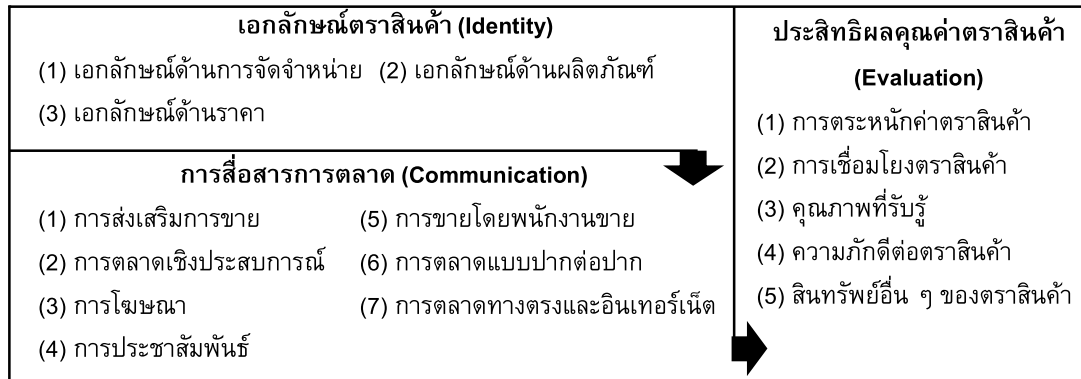 เอกลักษณ์ตราสินค้า (Identity)
(1) เอกลักษณ์ด้านการจัดจำหน่าย (2) เอกลักษณ์ด้านผลิตภัณฑ์
(3) เอกลักษณ์ด้านราคา
การสื่อสารการตลาด (Communication)
(1) การส่งเสริมการขาย
(2) การตลาดเชิงประสบการณ์
(3) การโฆษณา
(4) การประชาสัมพันธ์
(5) การขายโดยพนักงานขาย
(6) การตลาดแบบปากต่อปาก
(7) การตลาดทางตรงและอินเทอร์เน็ต
ประสิทธิผลคุณค่าตราสินค้า
(Evaluation)
(1) การตระหนักค่าตราสินค้า
(2) การเชื่อมโยงตราสินค้า
(3) คุณภาพที่รับรู้
(4) ความภักดีต่อตราสินค้า
(5) สินทรัพย์อื่น ๆ ของตราสินค้า